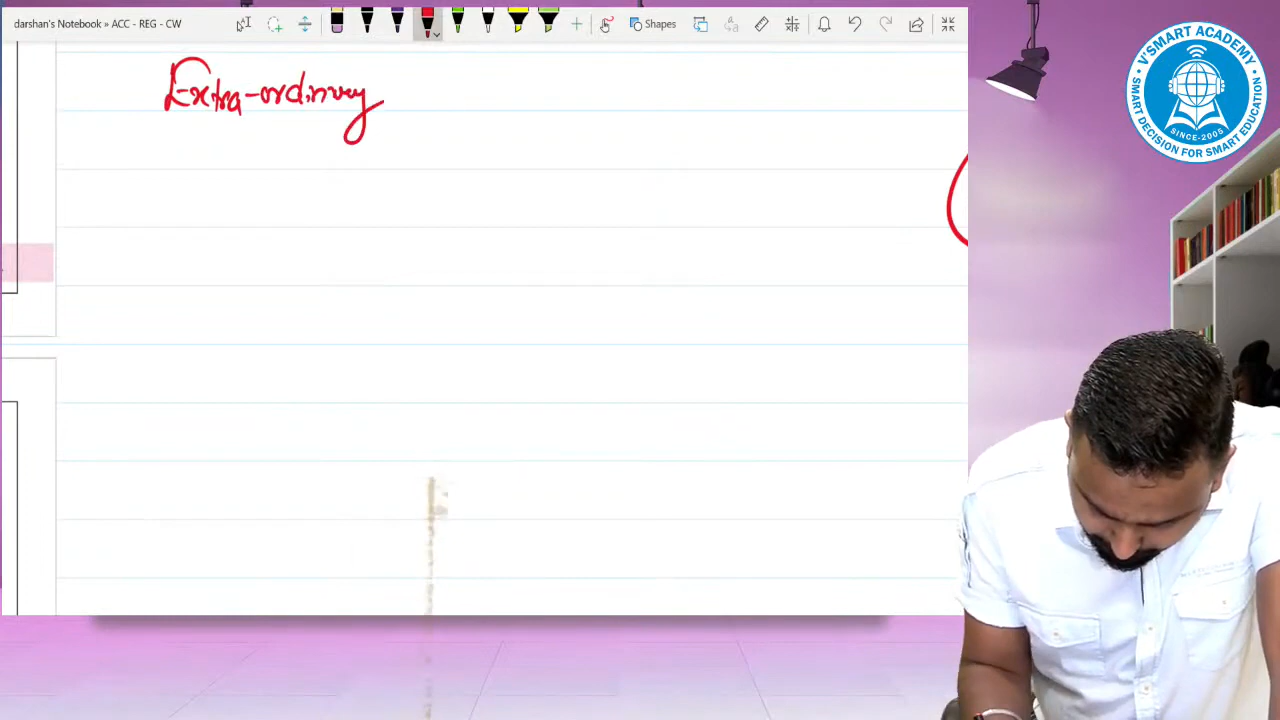 darshan's Notebook » ACC - REG - CW
Shapes
Extra-ordinary
V'SMART ACADEMY
SINCE-2005
SMART DECISION FOR SMART EDUCATION